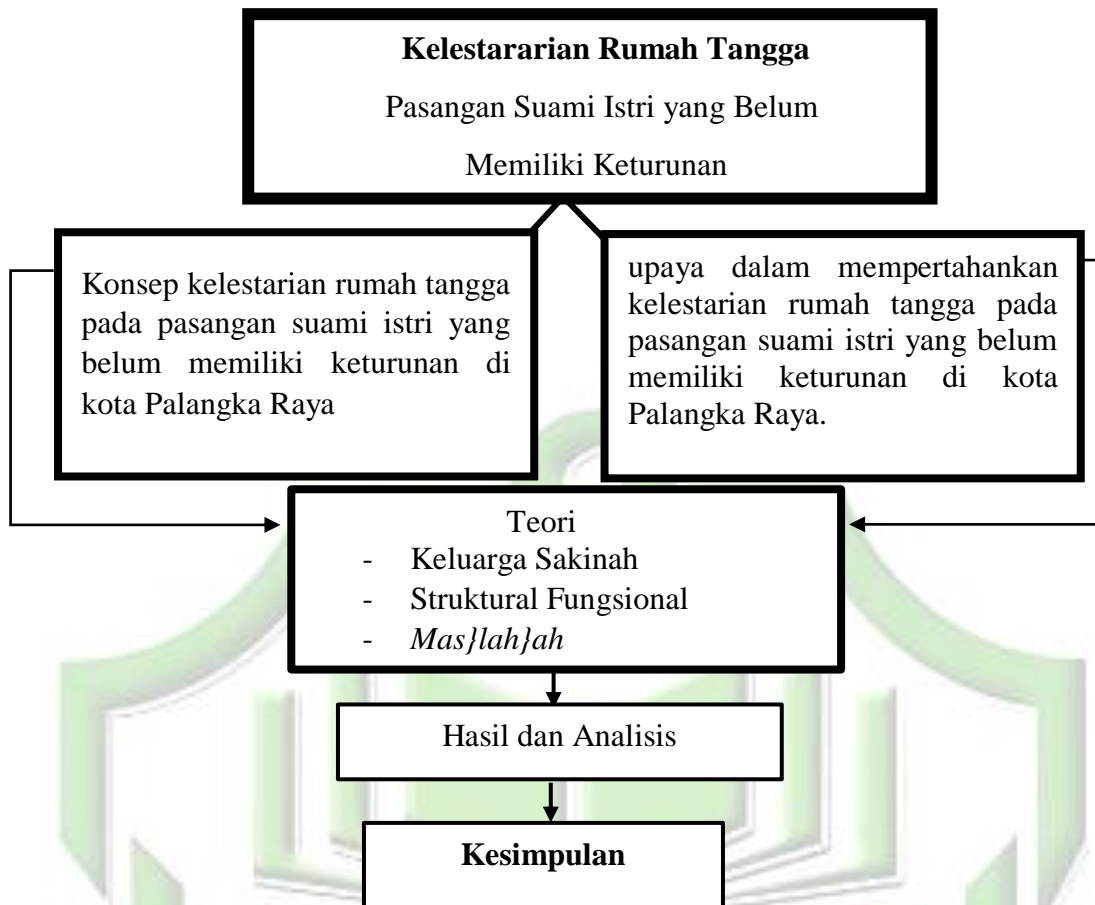 Kelestararian Rumah Tangga
Pasangan Suami Istri yang Belum
Memiliki Keturunan
Konsep kelestarian rumah tangga
pada pasangan suami istri yang
belum memiliki keturunan di
kota Palangka Raya
upaya dalam mempertahankan
kelestarian rumah tangga pada
pasangan suami istri yang belum
memiliki keturunan di kota
Palangka Raya.
Teori
- Keluarga Sakinah
- Struktural Fungsional
- Mas}lah}ah
Hasil dan Analisis
Kesimpulan